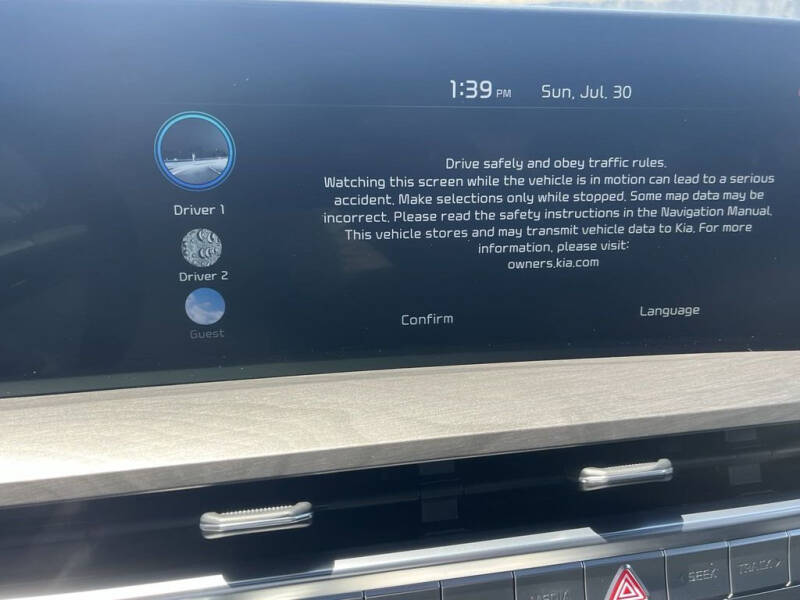 1:39 PM Sun, Jul. 30
Driver 1
Driver 2
Guest
Drive safely and obey traffic rules.
Watching this screen while the vehicle is in motion can lead to a serious
accident. Make selections only while stopped. Some map data may be
incorrect. Please read the safety instructions in the Navigation Manual.
This vehicle stores and may transmit vehicle data to Kia. For more
information, please visit:
owners.kia.com
Confirm
Language
MEDIA
SEEK
TRACK